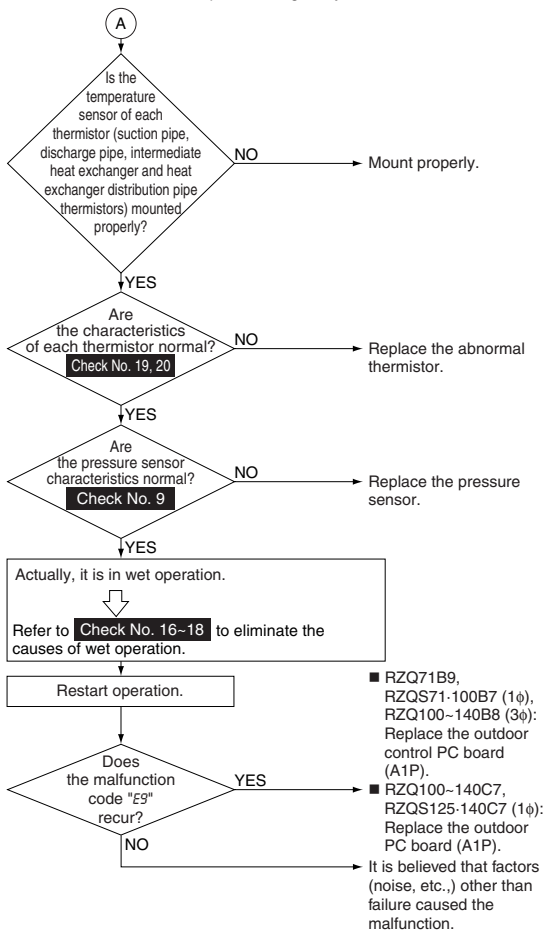 A
Is the
temperature
sensor of each
thermistor (suction pipe,
discharge pipe, intermediate
heat exchanger and heat
exchanger distribution pipe
thermistors) mounted
properly?
NO
Mount properly.
YES
Are
the characteristics
of each thermistor normal?
Check No. 19, 20
NO
Replace the abnormal
thermistor.
YES
Are
the pressure sensor
characteristics normal?
Check No. 9
NO
Replace the pressure
sensor.
YES
Actually, it is in wet operation.
Refer to Check No. 16~18 to eliminate the
causes of wet operation.
Restart operation.
Does
the malfunction
code "E9"
recur?
YES
■ RZQ71B9,
RZQS71·100B7 (1ϕ),
RZQ100~140B8 (3ϕ):
Replace the outdoor
control PC board
(A1P).
■ RZQ100~140C7,
RZQS125·140C7 (1ϕ):
Replace the outdoor
PC board (A1P).
NO
It is believed that factors
(noise, etc.,) other than
failure caused the
malfunction.